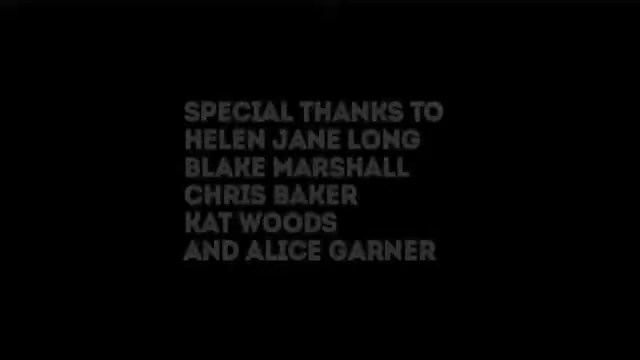 SPECIAL THANKS TO
HELEN JANE LONG
BLAKE MARSHALL
CHRIS BAKER
KAT WOODS
AND ALICE GARNER